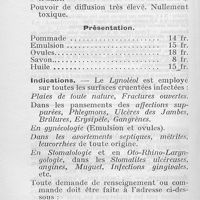 Pouvoir de diffusion très élevé. Nullement
toxique.
Présentation.
Pommade 14 fr.
Emulsion 15 fr.
Ovules 18 fr.
Savon 8 fr.
Huile 15 fr.
Indications. — Le Lynoléol est employé
sur toutes les surfaces cruentées infectées :
Plaies de toute nature, Fractures ouvertes.
Dans les pansements des affections sup-
purées, Phlegmons, Ulcères des Jambes,
Brûlures, Erysipèle, Gangrènes.
En gynécologie (Emulsion et ovules).
Dans les avortements septiques, métrites,
leucorrhées de toute origine.
En Stomatologie et en Oto-Rhino-Laryn-
gologie, dans les Stomatites ulcéreuses,
angines, Muguet, Infections gingivales,
etc.
Toute demande de renseignement ou com-
mande doit être faite à l'adresse ci-des-
sous :